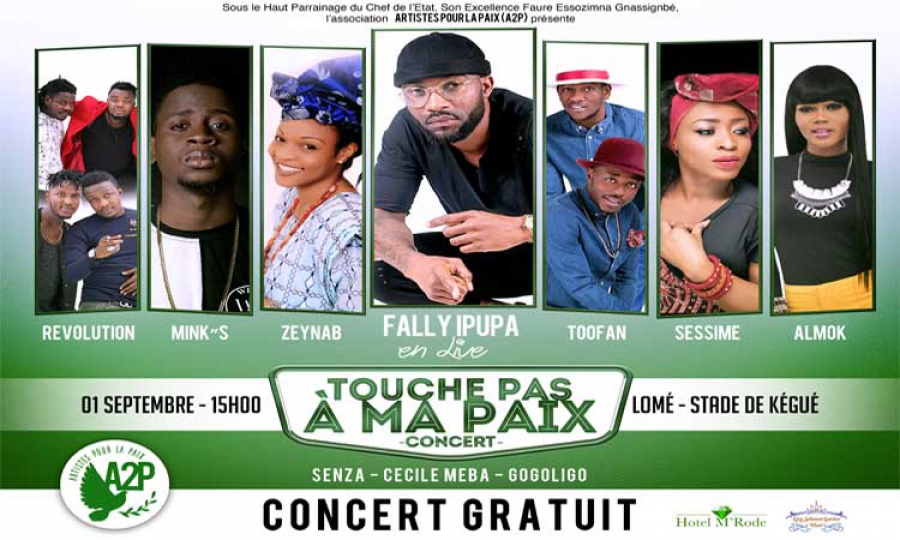 Sous le Haut Parrainage du Chef de l'Etat, Son Excellence Faure Essozimna Gnassignbé,
l'association ARTISTES POUR LA PAIX (A2P) présente
REVOLUTION
MINK"S
ZEYNAB
FALLY IPUPA
en Live
TOOFAN
SESSIME
ALMOK
01 SEPTEMBRE - 15H00
TOUCHE PAS
À MA PAIX
-CONCERT-
LOMÉ - STADE DE KÉGUÉ
ARTISTES POUR LA PAIX
A2P
SENZA – CECILE MEBA – GOGOLIGO
CONCERT GRATUIT
Hotel M'Rode